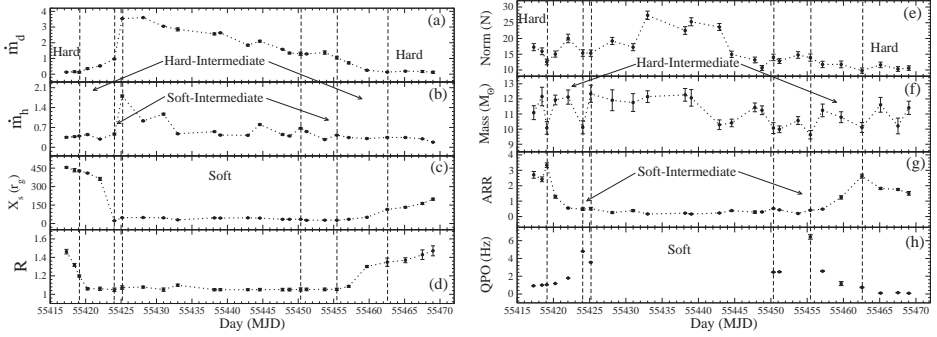 4
3
2
1
0
ṁd
(a)
Hard
Hard
Hard-Intermediate
2.1
1.4
0.7
0
ṁh
(b)
Soft-Intermediate
450
300
150
0
Xs (rg)
(c)
Soft
1.6
1.4
1.2
1
R
(d)
55415 55420 55425 55430 55435 55440 55445 55450 55455 55460 55465 55470
Day (MJD)
30
25
20
15
10
Norm (N)
(e)
Hard
Hard
Hard-Intermediate
13
12
11
10
9
Mass (M⊙)
(f)
4
3
2
1
0
ARR
(g)
Soft-Intermediate
6
4
2
0
QPO (Hz)
(h)
Soft
55415 55420 55425 55430 55435 55440 55445 55450 55455 55460 55465 55470
Day (MJD)